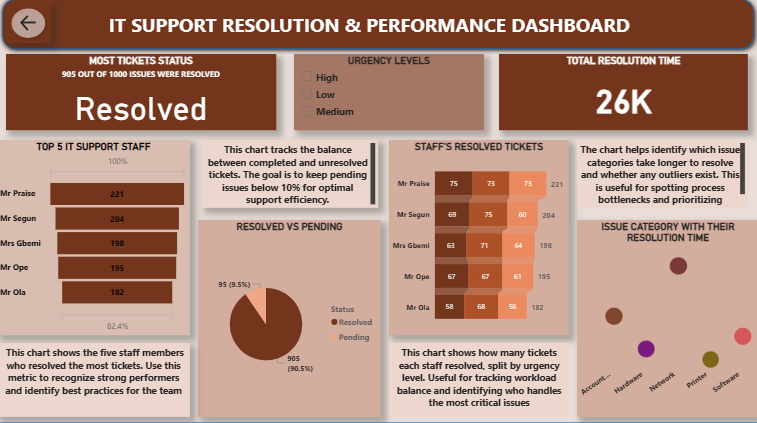 IT SUPPORT RESOLUTION & PERFORMANCE DASHBOARD
MOST TICKETS STATUS
905 OUT OF 1000 ISSUES WERE RESOLVED
Resolved
URGENCY LEVELS
High
Low
Medium
TOTAL RESOLUTION TIME
26K
TOP 5 IT SUPPORT STAFF
100%
Mr Praise 221
Mr Segun 204
Mrs Gbemi 198
Mr Ope 195
Mr Ola 182
82.4%
This chart shows the five staff members
who resolved the most tickets. Use this
metric to recognize strong performers
and identify best practices for the team
This chart tracks the balance
between completed and unresolved
tickets. The goal is to keep pending
issues below 10% for optimal
support efficiency.
RESOLVED VS PENDING
95 (9.5%)
905
(90.5%)
Status
Resolved
Pending
STAFF'S RESOLVED TICKETS
Mr Praise 75 73 73 221
Mr Segun 69 75 60 204
Mrs Gbemi 63 71 64 198
Mr Ope 67 67 61 195
Mr Ola 58 68 56 182
This chart shows how many tickets
each staff resolved, split by urgency
level. Useful for tracking workload
balance and identifying who handles
the most critical issues
The chart helps identify which issue
categories take longer to resolve
and whether any outliers exist. This
is useful for spotting process
bottlenecks and prioritizing
ISSUE CATEGORY WITH THEIR
RESOLUTION TIME
Account...
Hardware
Network
Printer
Software